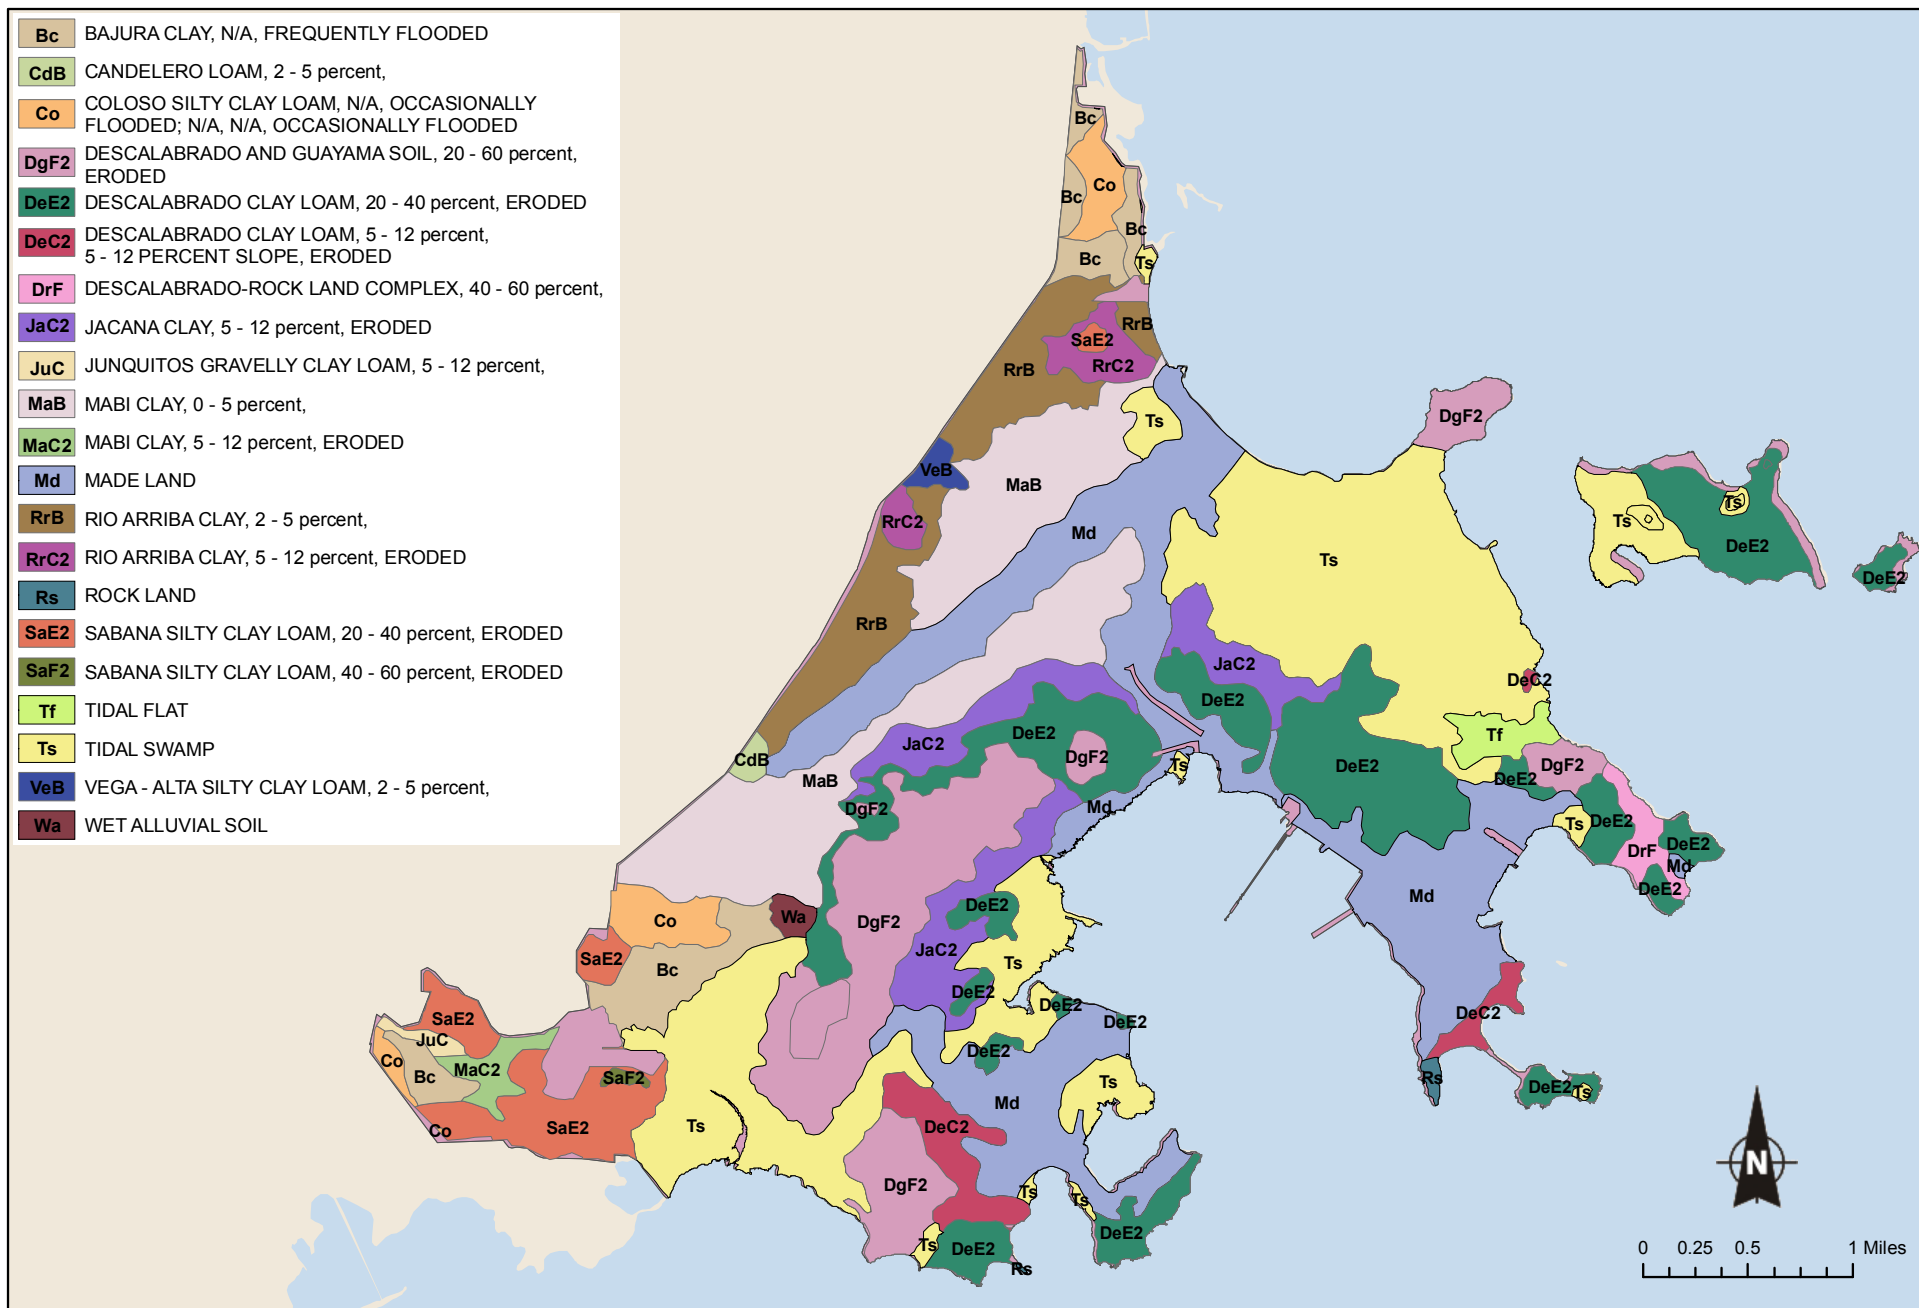 Bc BAJURA CLAY, N/A, FREQUENTLY FLOODED
CdB CANDELERO LOAM, 2 - 5 percent,
Co COLOSO SILTY CLAY LOAM, N/A, OCCASIONALLY
FLOODED; N/A, N/A, OCCASIONALLY FLOODED
DgF2 DESCALABRADO AND GUAYAMA SOIL, 20 - 60 percent,
ERODED
DeE2 DESCALABRADO CLAY LOAM, 20 - 40 percent, ERODED
DeC2 DESCALABRADO CLAY LOAM, 5 - 12 percent,
5 - 12 PERCENT SLOPE, ERODED
DrF DESCALABRADO-ROCK LAND COMPLEX, 40 - 60 percent,
JaC2 JACANA CLAY, 5 - 12 percent, ERODED
JuC JUNQUITOS GRAVELLY CLAY LOAM, 5 - 12 percent,
MaB MABI CLAY, 0 - 5 percent,
MaC2 MABI CLAY, 5 - 12 percent, ERODED
Md MADE LAND
RrB RIO ARRIBA CLAY, 2 - 5 percent,
RrC2 RIO ARRIBA CLAY, 5 - 12 percent, ERODED
Rs ROCK LAND
SaE2 SABANA SILTY CLAY LOAM, 20 - 40 percent, ERODED
SaF2 SABANA SILTY CLAY LOAM, 40 - 60 percent, ERODED
Tf TIDAL FLAT
Ts TIDAL SWAMP
VeB VEGA - ALTA SILTY CLAY LOAM, 2 - 5 percent,
Wa WET ALLUVIAL SOIL
Bc
Co
Bc
Bc
Bc
Ts
RrB
SaE2
RrC2
RrB
DgF2
Ts
VeB
MaB
RrC2
Md
Ts
Ts
Ts
DeE2
DeE2
RrB
JaC2
DeC2
DeE2
DeE2
Tf
JaC2
CdB
DgF2
Ts
DeE2
DgF2
MaB
DeE2
DgF2
Md
Ts
DeE2
DeE2
DrF
Md
DeE2
Md
DeE2
Wa
Co
DgF2
JaC2
SaE2
Bc
Ts
DeE2
DeE2
DeE2
DeC2
SaE2
JuC
DeE2
Co
MaC2
Bc
SaF2
Rs
Ts
DeE2
Ts
Md
Co
SaE2
Ts
DeC2
DgF2
Ts
Ts
DeE2
Ts
DeE2
Rs
N
0 0.25 0.5 1 Miles